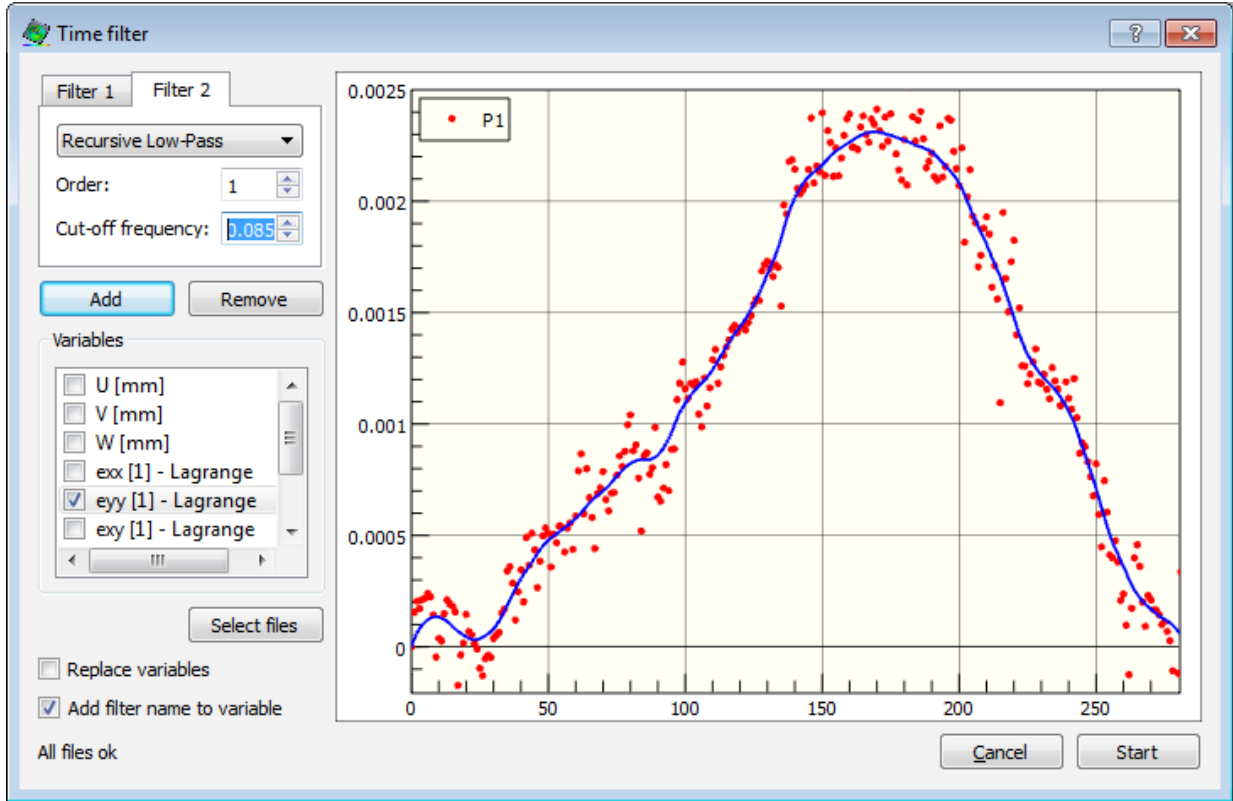 Time filter
Filter 1 Filter 2
Recursive Low-Pass
Order: 1
Cut-off frequency: 0.085
Add Remove
Variables
U [mm]
V [mm]
W [mm]
exx [1] - Lagrange
eyy [1] - Lagrange
exy [1] - Lagrange
Select files
Replace variables
Add filter name to variable
All files ok
P1
0.0025
0.002
0.0015
0.001
0.0005
0
0 50 100 150 200 250
Cancel Start